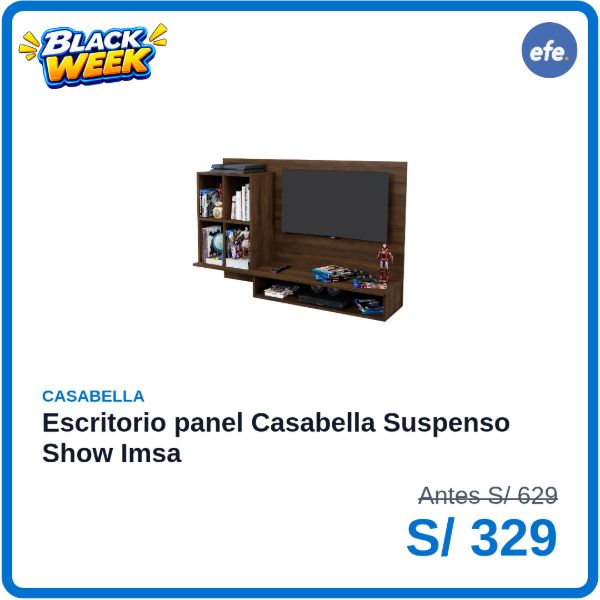 BLACK
WEEK
efe.
CASABELLA
Escritorio panel Casabella Suspenso
Show Imsa
Antes S/ 629
S/ 329